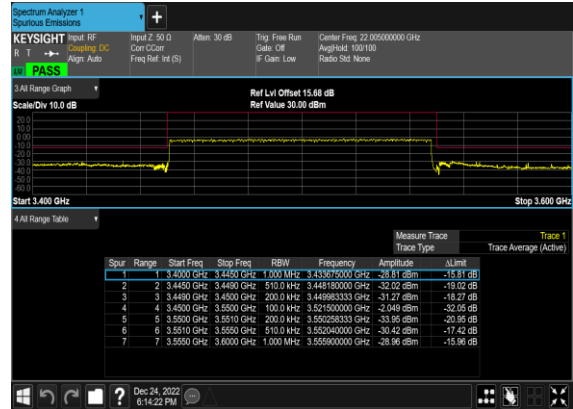 Spectrum Analyzer 1
Spurious Emissions
KEYSIGHT Input: RF Input Z: 50 Ω Atten: 30 dB Trig: Free Run Center Freq: 22.005000000 GHz
R T Coupling: DC Corr CCorr Gate: Off Avg|Hold: 100/100
Align: Auto Freq Ref: Int (S) IF Gain: Low Radio Std: None
PASS
3 All Range Graph
Ref Lvl Offset 15.68 dB
Scale/Div 10.0 dB Ref Value 30.00 dBm
20.0
10.0
0.00
-10.0
-20.0
-30.0
-40.0
-50.0
-60.0
Start 3.400 GHz Stop 3.600 GHz
4 All Range Table
Measure Trace Trace 1
Trace Type Trace Average (Active)
Spur Range Start Freq Stop Freq RBW Frequency Amplitude ΔLimit
1 1 3.4000 GHz 3.4450 GHz 1.000 MHz 3.433675000 GHz -28.81 dBm -15.81 dB
2 2 3.4450 GHz 3.4490 GHz 510.0 kHz 3.448180000 GHz -32.02 dBm -19.02 dB
3 3 3.4490 GHz 3.4500 GHz 200.0 kHz 3.449983333 GHz -31.27 dBm -18.27 dB
4 4 3.4500 GHz 3.5500 GHz 100.0 kHz 3.521500000 GHz -2.049 dBm -32.05 dB
5 5 3.5500 GHz 3.5510 GHz 200.0 kHz 3.550258333 GHz -33.95 dBm -20.95 dB
6 6 3.5510 GHz 3.5550 GHz 510.0 kHz 3.552040000 GHz -30.42 dBm -17.42 dB
7 7 3.5550 GHz 3.6000 GHz 1.000 MHz 3.555900000 GHz -28.96 dBm -15.96 dB
? Dec 24, 2022
6:14:22 PM